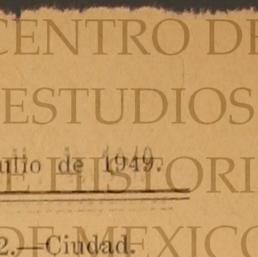 CENTRO DE
ESTUDIOS
ulio de 1949.
DE HISTORI
2.—Ciudad.
DE MEXICO